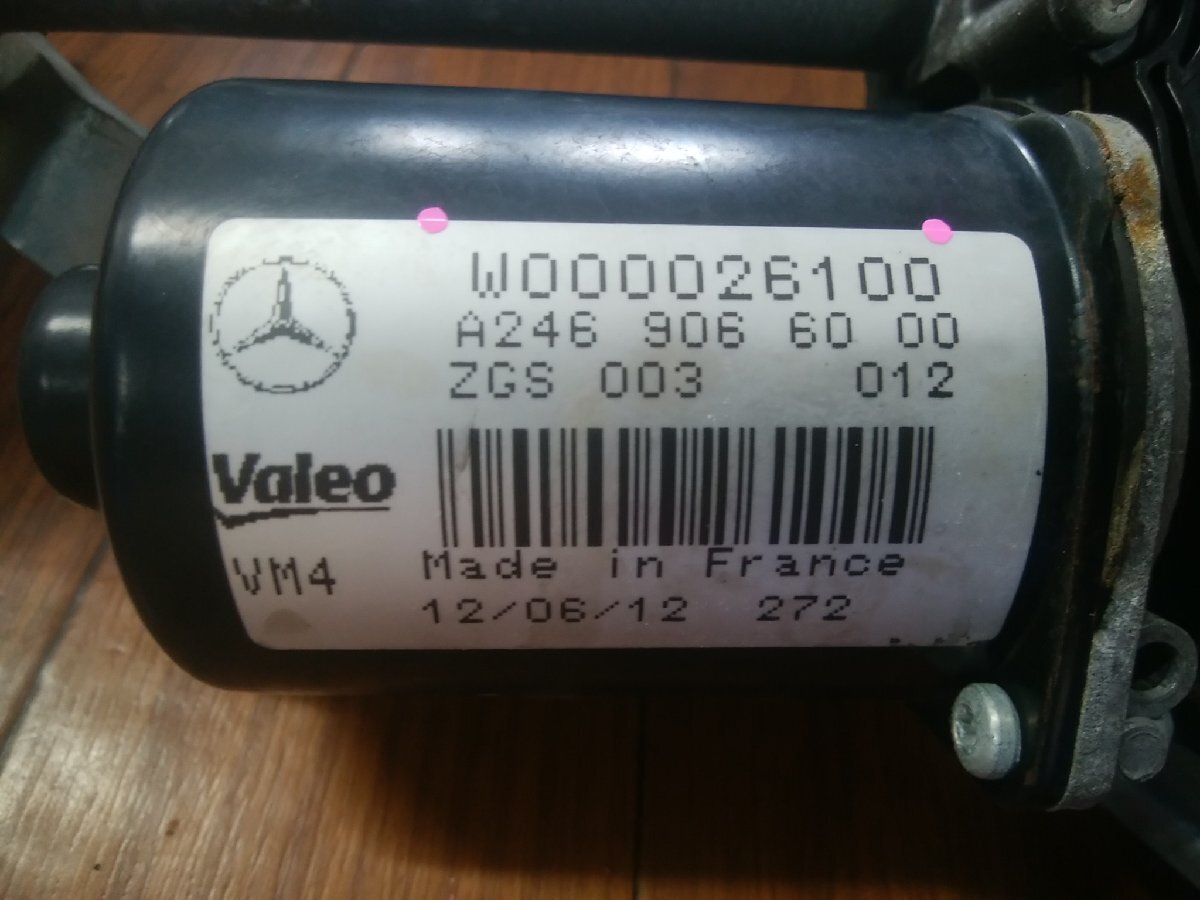 W000026100
A246 906 60 00
ZGS 003 012
Valeo
VM4
Made in France
12/06/12 272